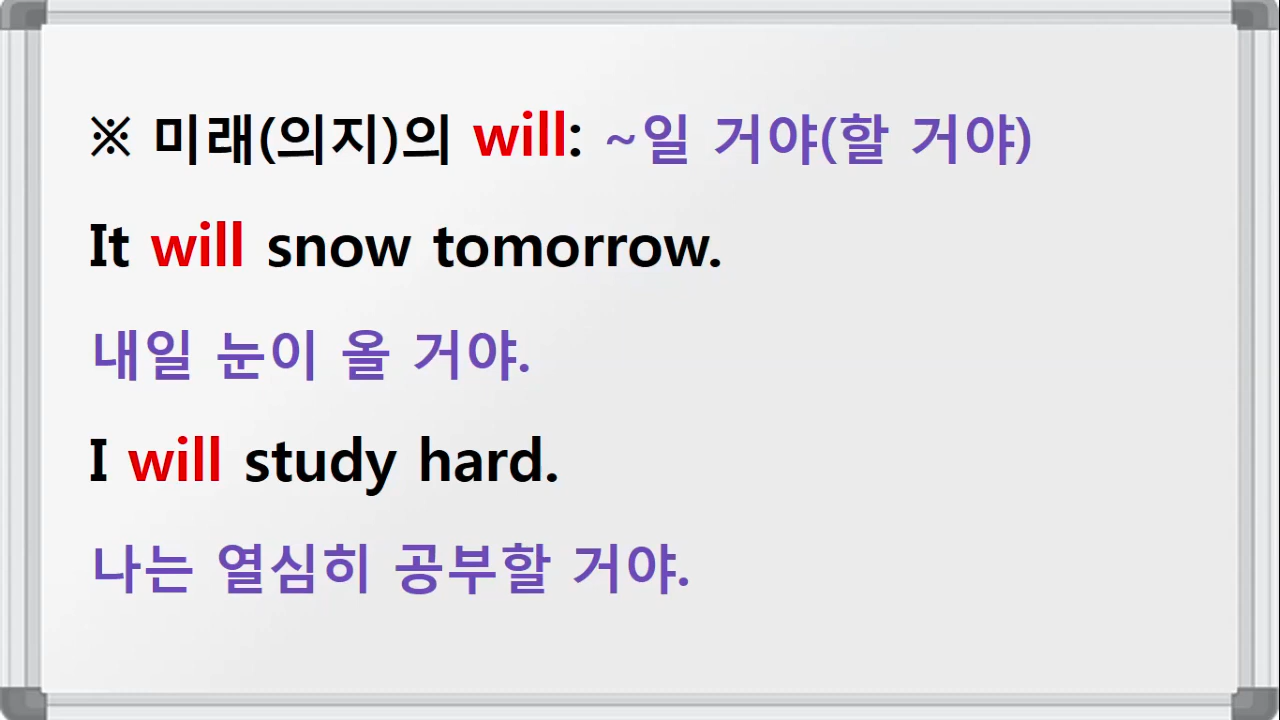 ※ 미래(의지)의 will: ~일 거야(할 거야)
It will snow tomorrow.
내일 눈이 올 거야.
I will study hard.
나는 열심히 공부할 거야.